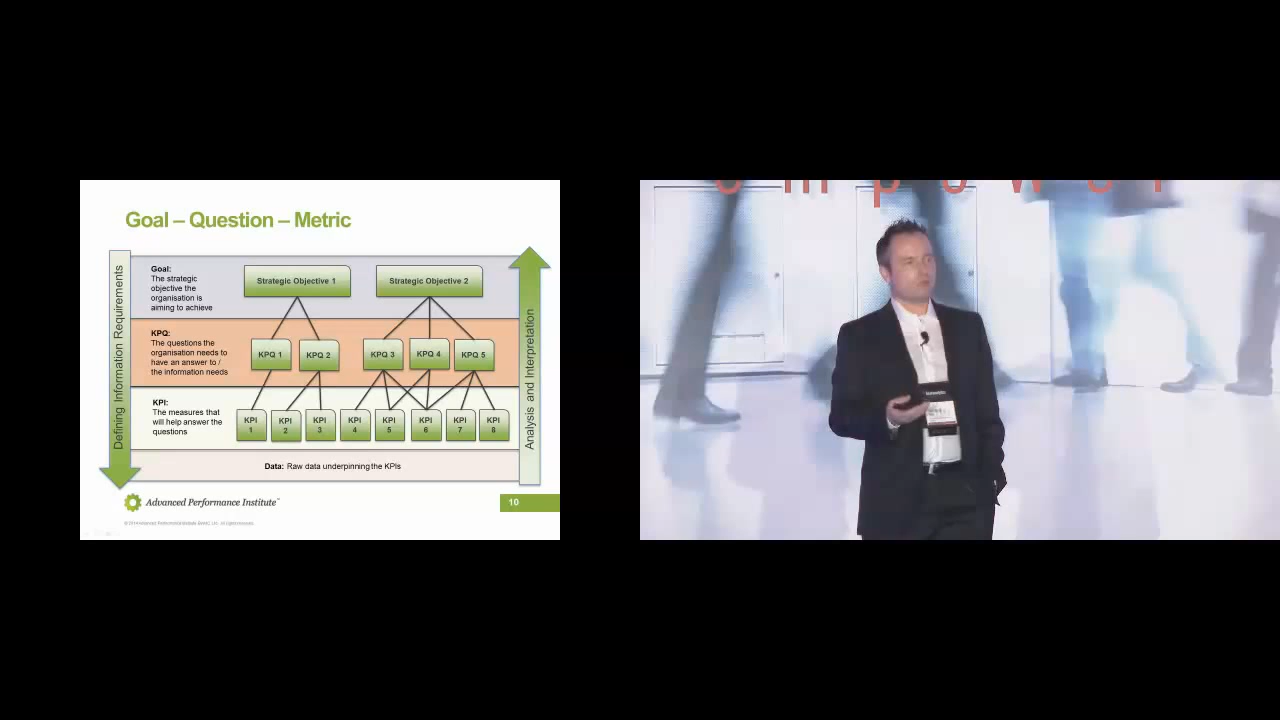 Goal – Question – Metric
Defining Information Requirements
Goal:
The strategic
objective the
organisation is
aiming to achieve
Strategic Objective 1
Strategic Objective 2
KPQ:
The questions the
organisation needs to
have an answer to /
the information needs
KPQ 1
KPQ 2
KPQ 3
KPQ 4
KPQ 5
KPI:
The measures that
will help answer the
questions
KPI
1
KPI
2
KPI
3
KPI
4
KPI
5
KPI
6
KPI
7
KPI
8
Data: Raw data underpinning the KPIs
Analysis and Interpretation
Advanced Performance Institute™
10
empower